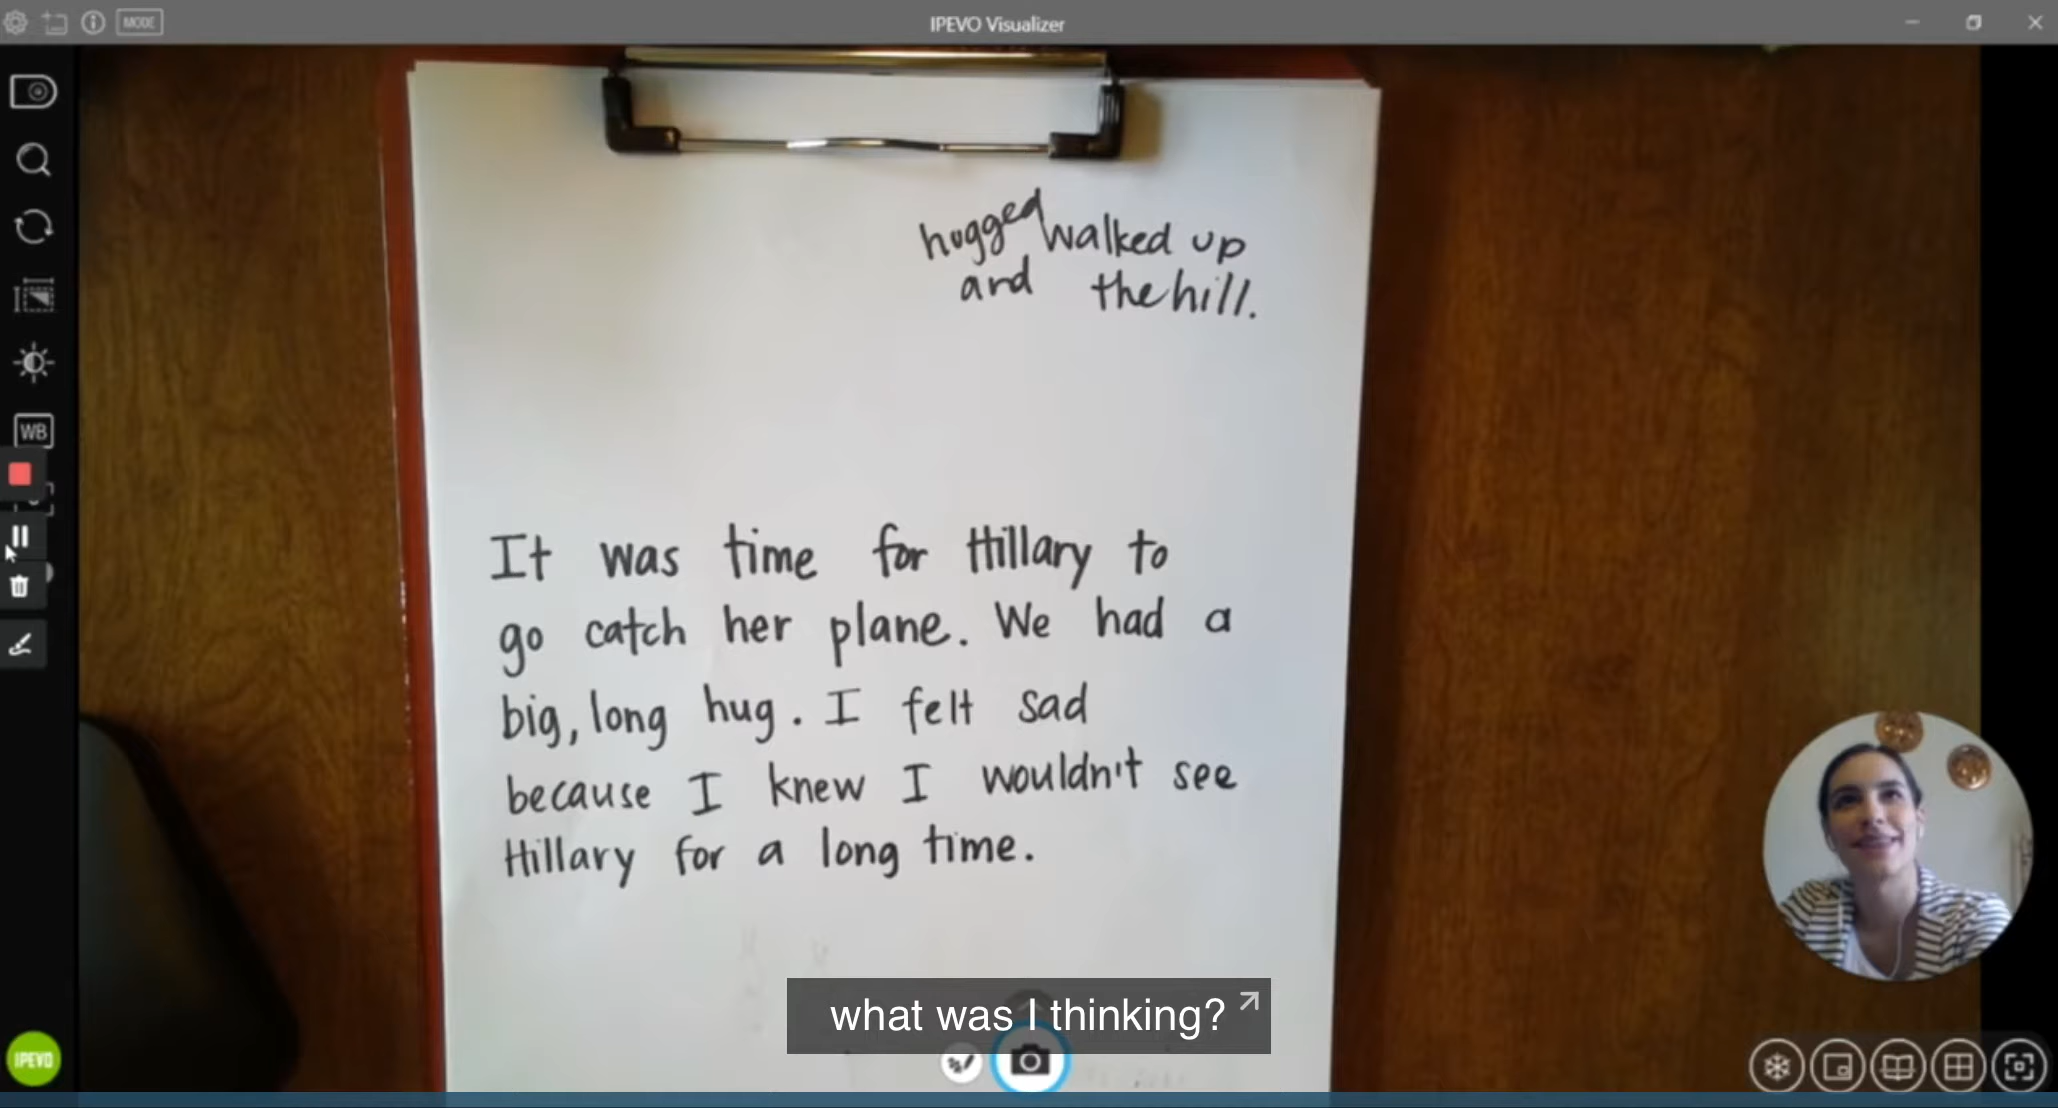 MODE
IPEVO Visualizer
WB
hugged walked up
and the hill.
It was time for Hillary to
go catch her plane. We had a
big, long hug. I felt sad
because I knew I wouldn't see
Hillary for a long time.
what was I thinking?
IPEVO